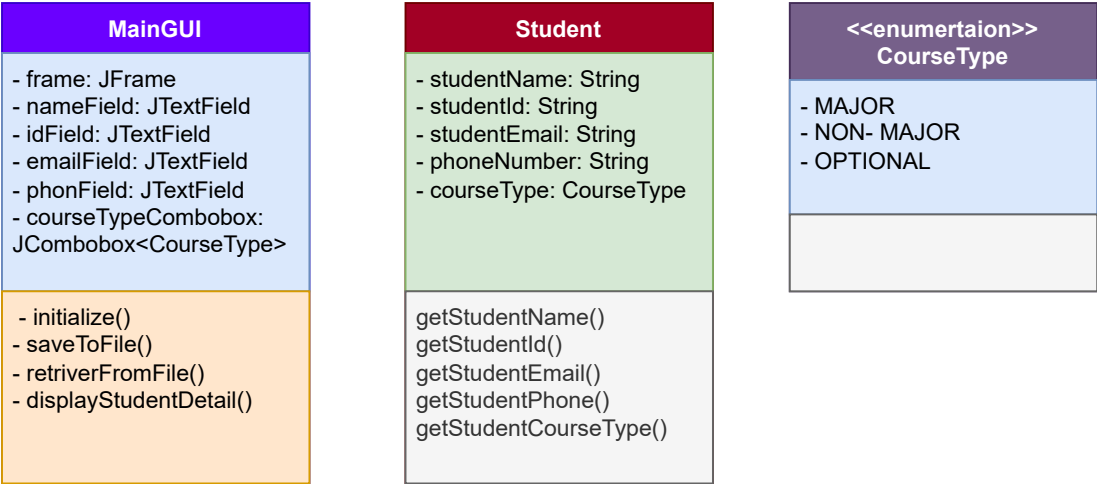 MainGUI
- frame: JFrame
- nameField: JTextField
- idField: JTextField
- emailField: JTextField
- phonField: JTextField
- courseTypeCombobox:
JCombobox<CourseType>
- initialize()
- saveToFile()
- retriverFromFile()
- displayStudentDetail()
Student
- studentName: String
- studentId: String
- studentEmail: String
- phoneNumber: String
- courseType: CourseType
getStudentName()
getStudentId()
getStudentEmail()
getStudentPhone()
getStudentCourseType()
<<enumertaion>>
CourseType
- MAJOR
- NON- MAJOR
- OPTIONAL